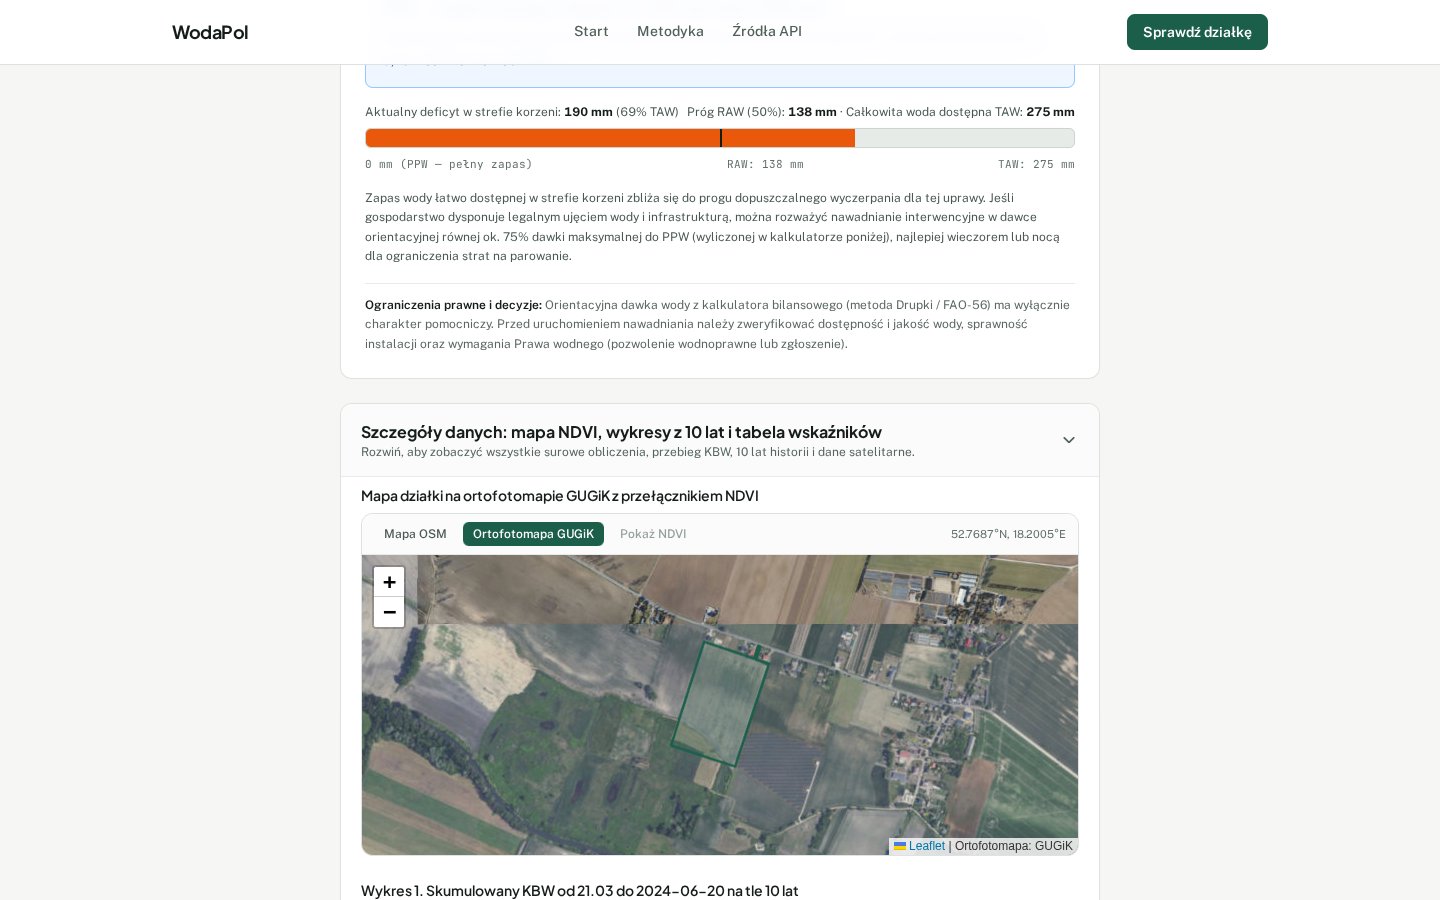 WodaPol
Start
Metodyka
Źródła API
Sprawdź działkę
Aktualny deficyt w strefie korzeni: 190 mm (69% TAW)
Próg RAW (50%): 138 mm · Całkowita woda dostępna TAW: 275 mm
0 mm (PPW — pełny zapas)
RAW: 138 mm
TAW: 275 mm
Zapas wody łatwo dostępnej w strefie korzeni zbliża się do progu dopuszczalnego wyczerpania dla tej uprawy. Jeśli
gospodarstwo dysponuje legalnym ujęciem wody i infrastrukturą, można rozważyć nawadnianie interwencyjne w dawce
orientacyjnej równej ok. 75% dawki maksymalnej do PPW (wyliczonej w kalkulatorze poniżej), najlepiej wieczorem lub nocą
dla ograniczenia strat na parowanie.
Ograniczenia prawne i decyzje: Orientacyjna dawka wody z kalkulatora bilansowego (metoda Drupki / FAO-56) ma wyłącznie
charakter pomocniczy. Przed uruchomieniem nawadniania należy zweryfikować dostępność i jakość wody, sprawność
instalacji oraz wymagania Prawa wodnego (pozwolenie wodnoprawne lub zgłoszenie).
Szczegóły danych: mapa NDVI, wykresy z 10 lat i tabela wskaźników
Rozwiń, aby zobaczyć wszystkie surowe obliczenia, przebieg KBW, 10 lat historii i dane satelitarne.
Mapa działki na ortofotomapie GUGiK z przełącznikiem NDVI
Mapa OSM
Ortofotomapa GUGiK
Pokaż NDVI
52.7687°N, 18.2005°E
+
−
Leaflet | Ortofotomapa: GUGiK
Wykres 1. Skumulowany KBW od 21.03 do 2024-06-20 na tle 10 lat